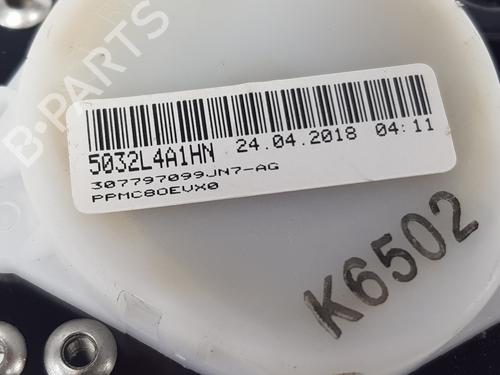 B-PARTS
5032L4A1HN 24.04.2018 04:11
307797099JN7-AG
PPMC80EVX0
K6502